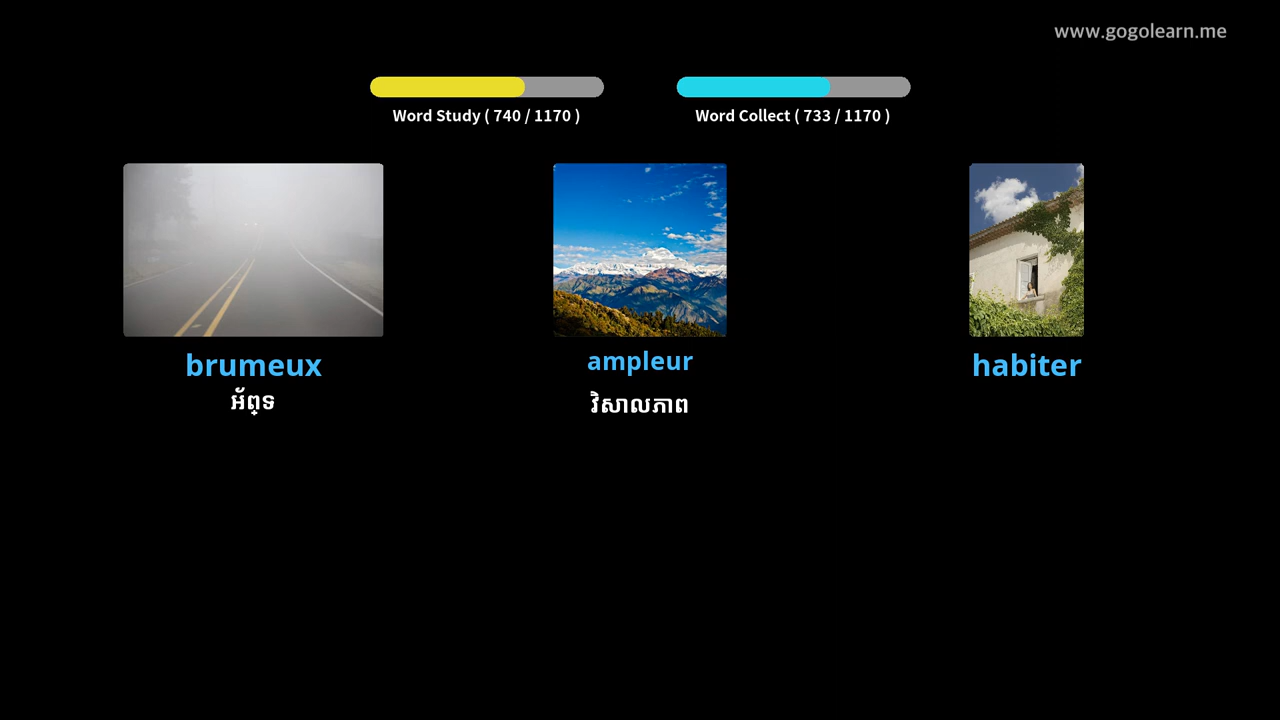 www.gogolearn.me
Word Study ( 740 / 1170 )
Word Collect ( 733 / 1170 )
brumeux
ampleur
habiter
អ័ព្ទ
វិសាលភាព